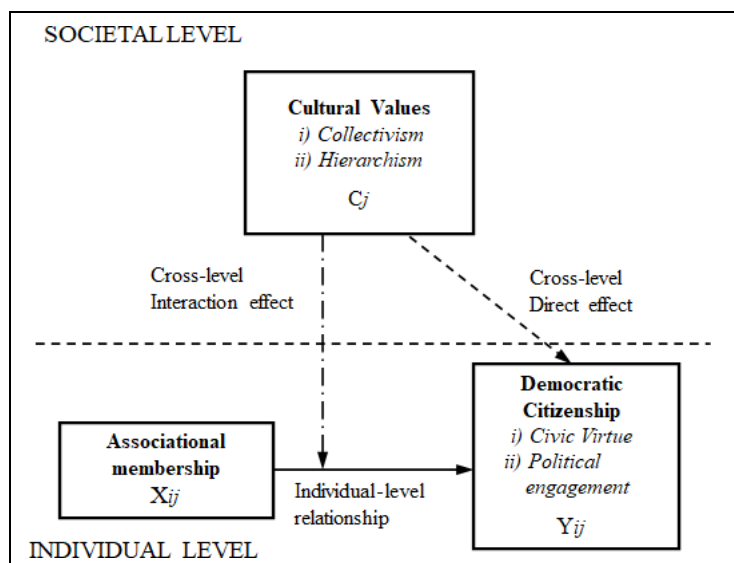 SOCIETAL LEVEL
Cultural Values
i) Collectivism
ii) Hierarchism
Cj
Cross-level
Interaction effect
Cross-level
Direct effect
Associational
membership
Xij
Individual-level
relationship
Democratic
Citizenship
i) Civic Virtue
ii) Political
engagement
Yij
INDIVIDUAL LEVEL